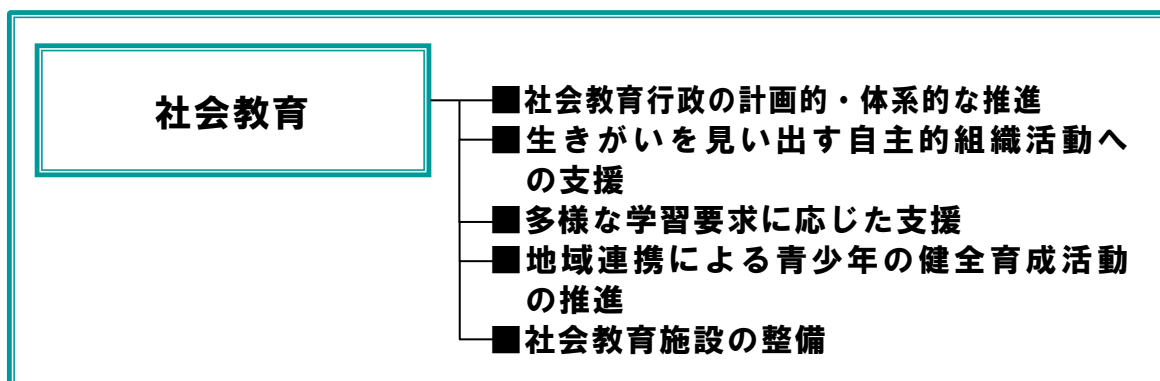 社会教育
■社会教育行政の計画的・体系的な推進
■生きがいを見い出す自主的組織活動へ
の支援
■多様な学習要求に応じた支援
■地域連携による青少年の健全育成活動
の推進
■社会教育施設の整備